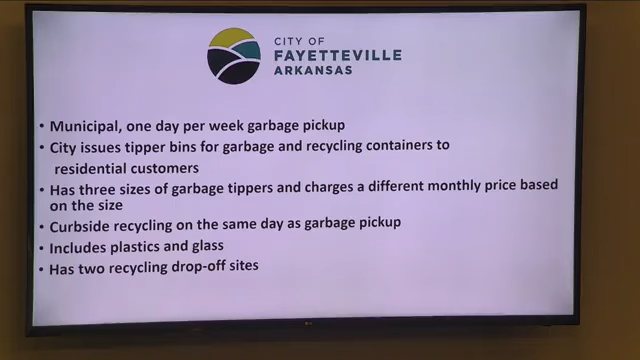 CITY OF
FAYETTEVILLE
ARKANSAS
• Municipal, one day per week garbage pickup
• City issues tipper bins for garbage and recycling containers to
residential customers
• Has three sizes of garbage tippers and charges a different monthly price based
on the size
• Curbside recycling on the same day as garbage pickup
• Includes plastics and glass
• Has two recycling drop-off sites